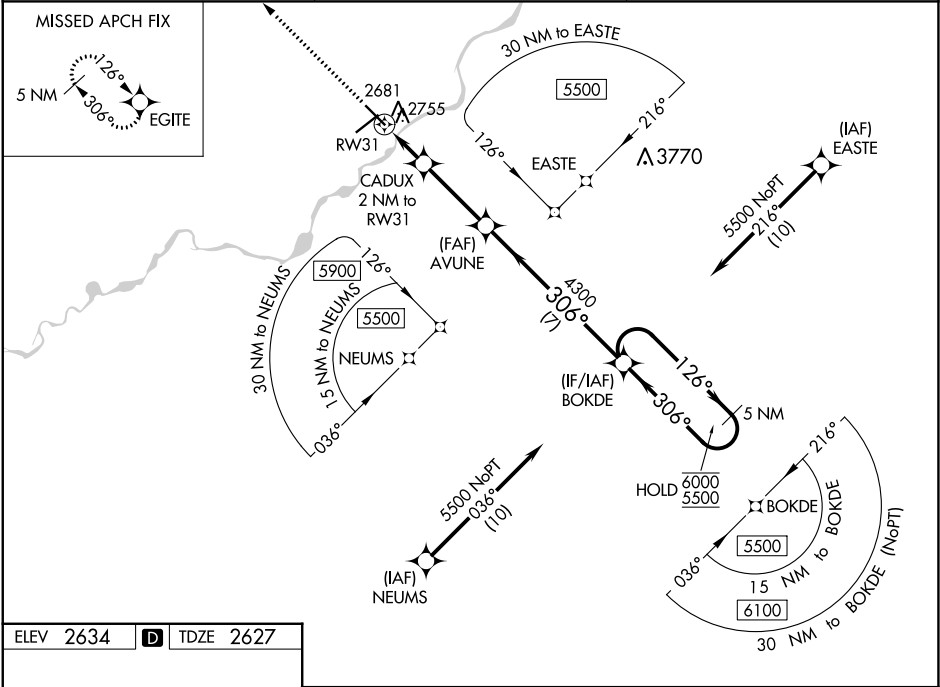 MISSED APCH FIX
5 NM
126°
306°
EGITE
2681
2755
RW31
CADUX
2 NM to
RW31
(FAF)
AVUNE
30 NM to EASTE
5500
126°
216°
EASTE
3770
(IAF)
EASTE
5500 NoPT
216°
(10)
30 NM to NEUMS
5900
126°
15 NM to NEUMS
5500
NEUMS
036°
4300
306°
(7)
(IF/IAF)
BOKDE
126°
306°
5 NM
HOLD
6000
5500
5500 NoPT
036°
(10)
(IAF)
NEUMS
216°
BOKDE
036°
5500
15 NM to BOKDE
6100
30 NM to BOKDE (NoPT)
ELEV 2634 D TDZE 2627